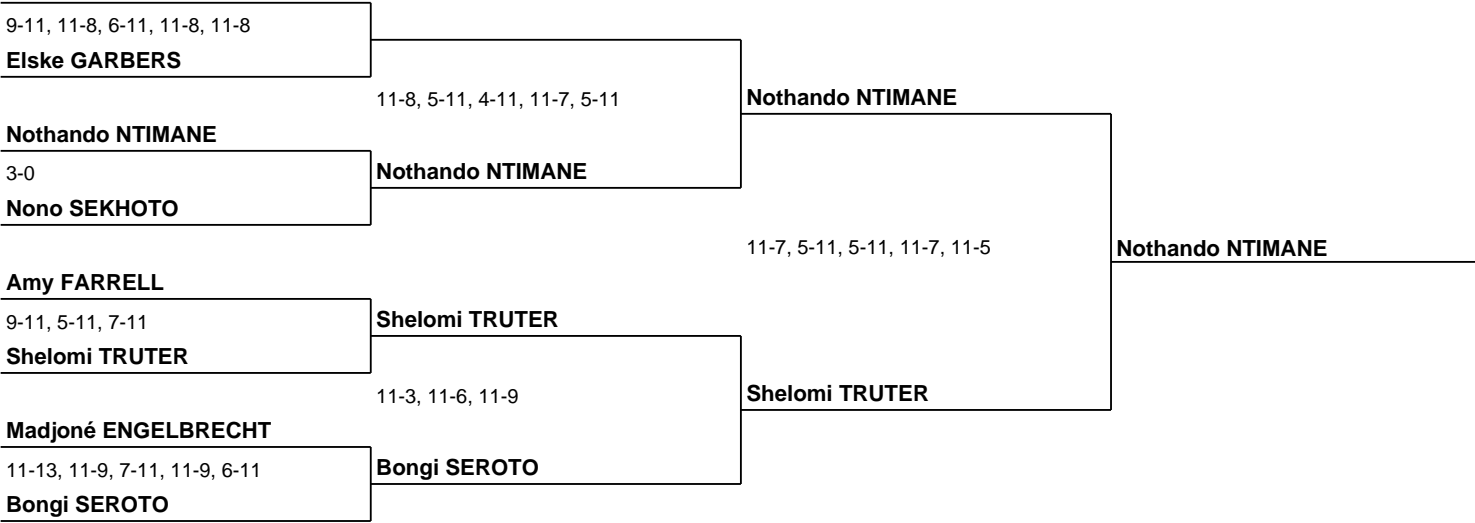 9-11, 11-8, 6-11, 11-8, 11-8
Elske GARBERS
11-8, 5-11, 4-11, 11-7, 5-11
Nothando NTIMANE
Nothando NTIMANE
3-0
Nothando NTIMANE
Nono SEKHOTO
11-7, 5-11, 5-11, 11-7, 11-5
Nothando NTIMANE
Amy FARRELL
9-11, 5-11, 7-11
Shelomi TRUTER
Shelomi TRUTER
11-3, 11-6, 11-9
Shelomi TRUTER
Madjoné ENGELBRECHT
11-13, 11-9, 7-11, 11-9, 6-11
Bongi SEROTO
Bongi SEROTO